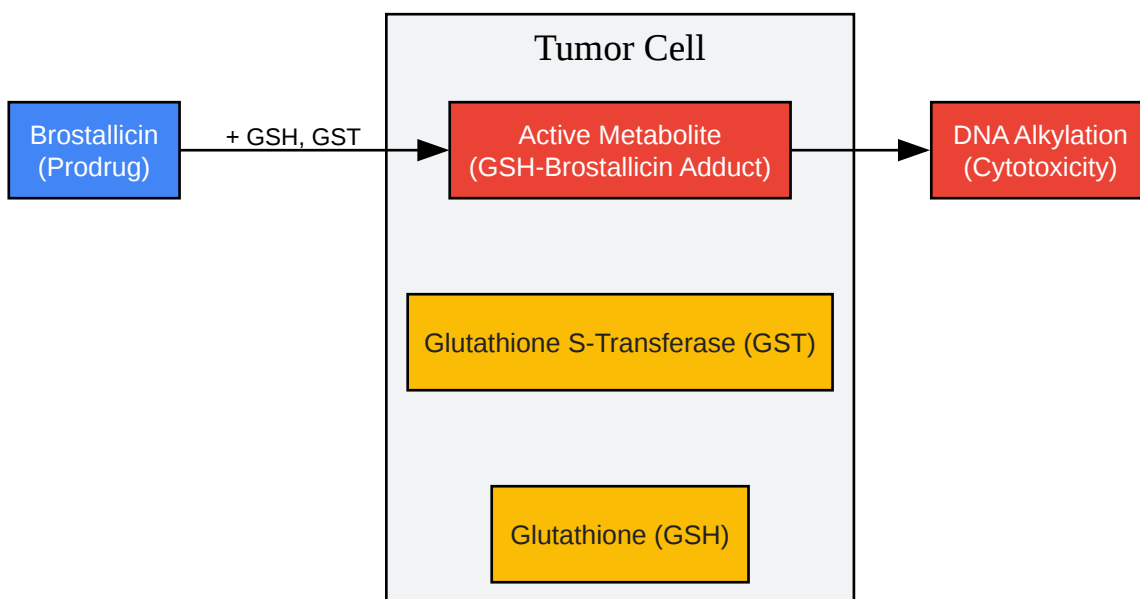 Tumor Cell
Brostallicin
(Prodrug)
+ GSH, GST
Active Metabolite
(GSH-Brostallicin Adduct)
DNA Alkylation
(Cytotoxicity)
Glutathione S-Transferase (GST)
Glutathione (GSH)